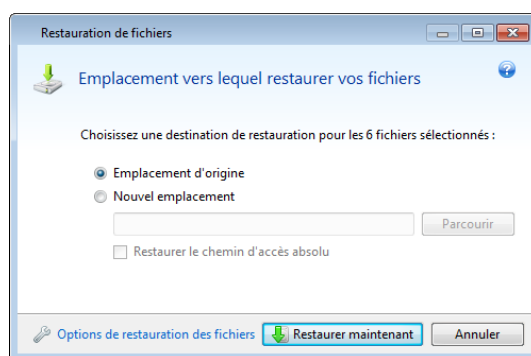 Restauration de fichiers
Emplacement vers lequel restaurer vos fichiers
Choisissez une destination de restauration pour les 6 fichiers sélectionnés :
Emplacement d'origine
Nouvel emplacement
Parcourir
Restaurer le chemin d'accès absolu
Options de restauration des fichiers Restaurer maintenant Annuler